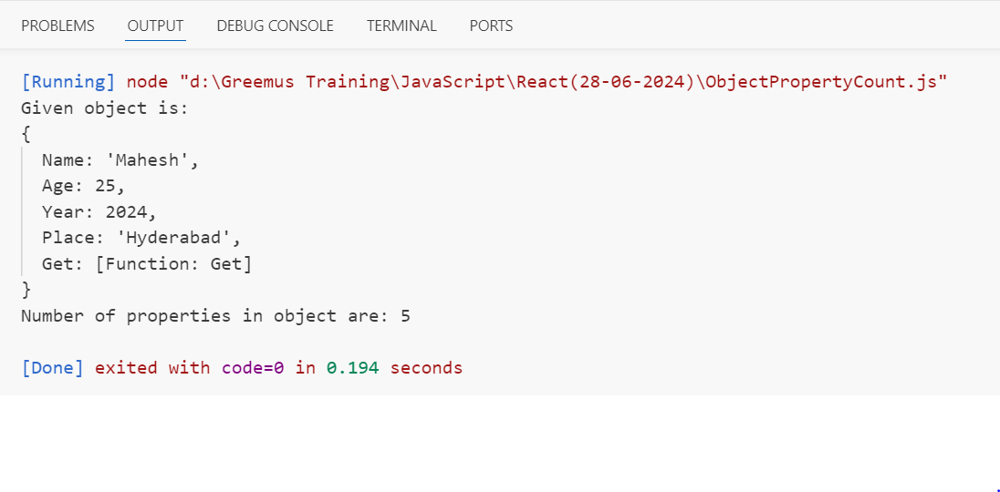 PROBLEMS OUTPUT DEBUG CONSOLE TERMINAL PORTS
[Running] node "d:\Greemus Training\JavaScript\React(28-06-2024)\ObjectPropertyCount.js"
Given object is:
{
  Name: 'Mahesh',
  Age: 25,
  Year: 2024,
  Place: 'Hyderabad',
  Get: [Function: Get]
}
Number of properties in object are: 5
[Done] exited with code=0 in 0.194 seconds